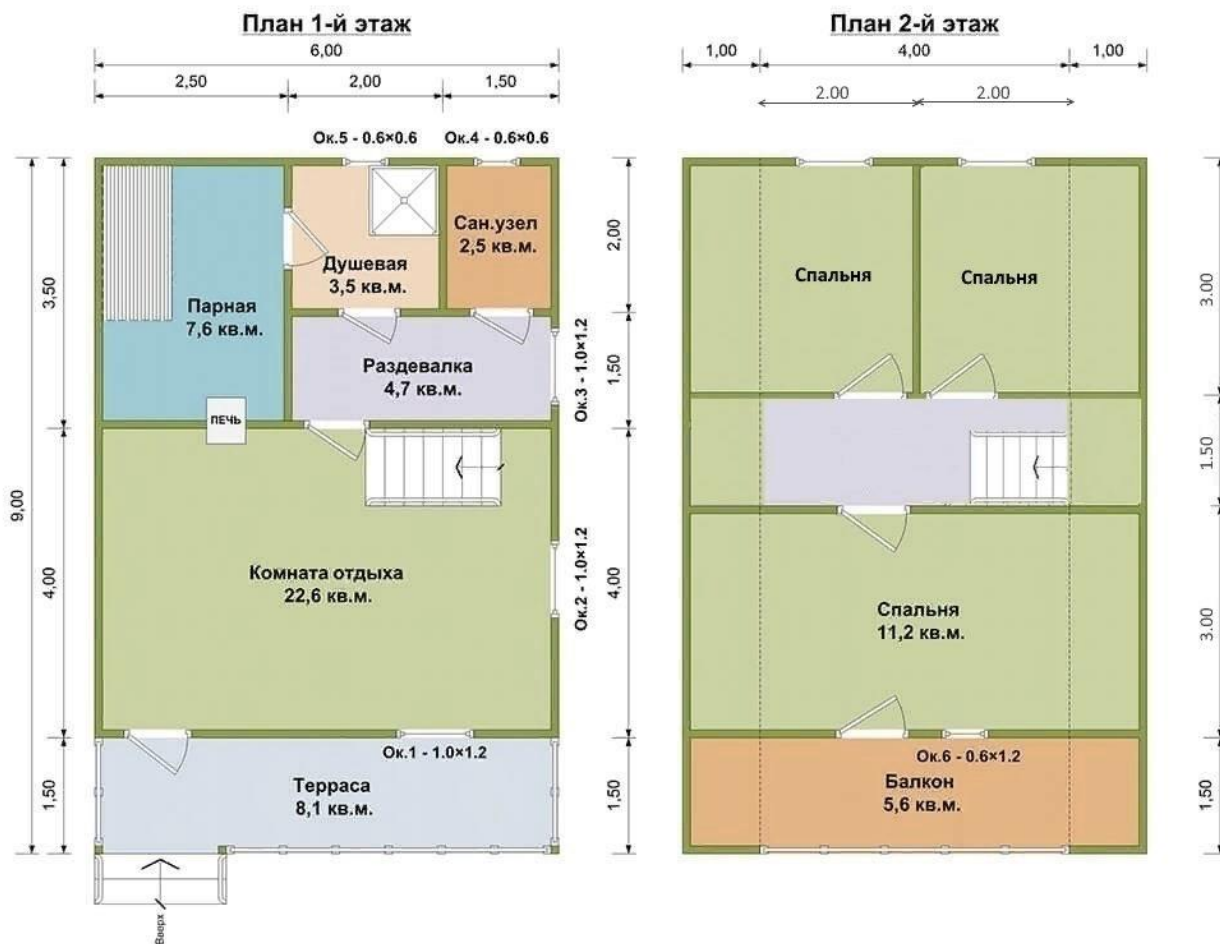 План 1-й этаж
6,00
2,50
2,00
1,50
Ок.5 - 0.6×0.6
Ок.4 - 0.6×0.6
9,00
3,50
4,00
1,50
Парная
7,6 кв.м.
Душевая
3,5 кв.м.
Сан.узел
2,5 кв.м.
Раздевалка
4,7 кв.м.
ПЕЧЬ
Комната отдыха
22,6 кв.м.
Ок.3 - 1.0×1.2
Ок.2 - 1.0×1.2
2,00
1,50
4,00
1,50
Ок.1 - 1.0×1.2
Терраса
8,1 кв.м.
Вверх
План 2-й этаж
1,00
4,00
1,00
2.00
2.00
Спальня
Спальня
Спальня
11,2 кв.м.
Ок.6 - 0.6×1.2
Балкон
5,6 кв.м.
3.00
1.50
3.00
1,50